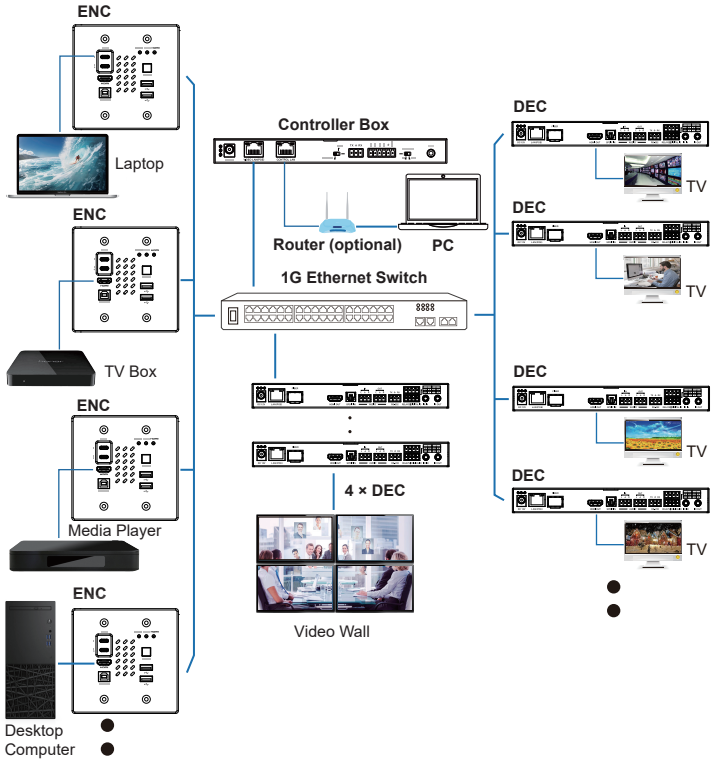 ENC
Laptop
ENC
TV Box
ENC
Media Player
ENC
Desktop
Computer
Controller Box
Router (optional)
PC
1G Ethernet Switch
4 × DEC
Video Wall
DEC
TV
DEC
TV
DEC
TV
DEC
TV